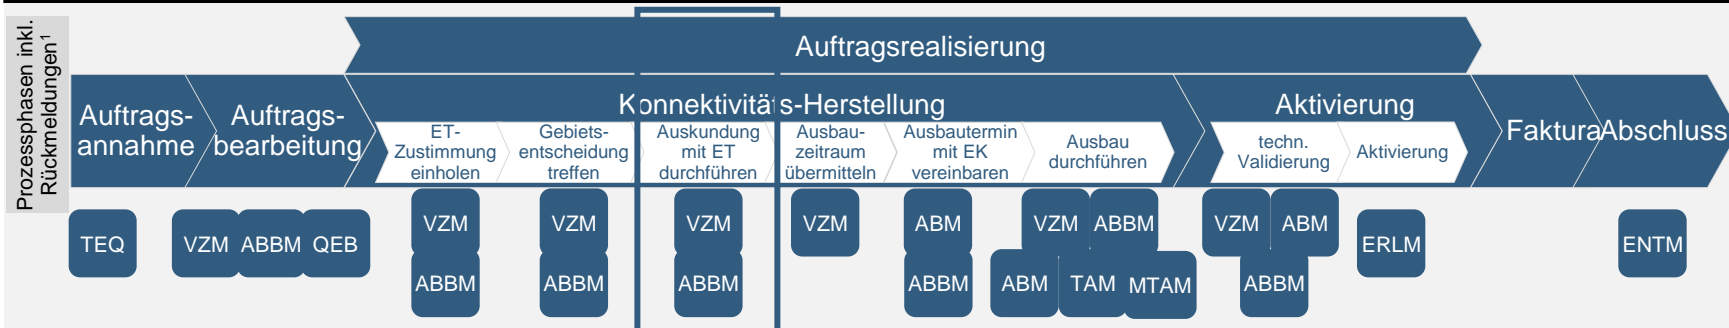 Prozessphasen inkl.
Rückmeldungen¹
Auftragsrealisierung
Auftrags-
annahme
Auftrags-
bearbeitung
Konnektivitäts-Herstellung
ET-
Zustimmung
einholen
Gebiets-
entscheidung
treffen
Auskundung
mit ET
durchführen
Ausbau-
zeitraum
übermitteln
Ausbautermin
mit EK
vereinbaren
Ausbau
durchführen
Aktivierung
techn.
Validierung
Aktivierung
Faktura
Abschluss
TEQ
VZM ABBM QEB
VZM
ABBM
VZM
ABBM
VZM
ABBM
VZM
ABM
ABBM
VZM ABBM
ABM TAM MTAM
VZM ABM
ABBM
ERLM
ENTM